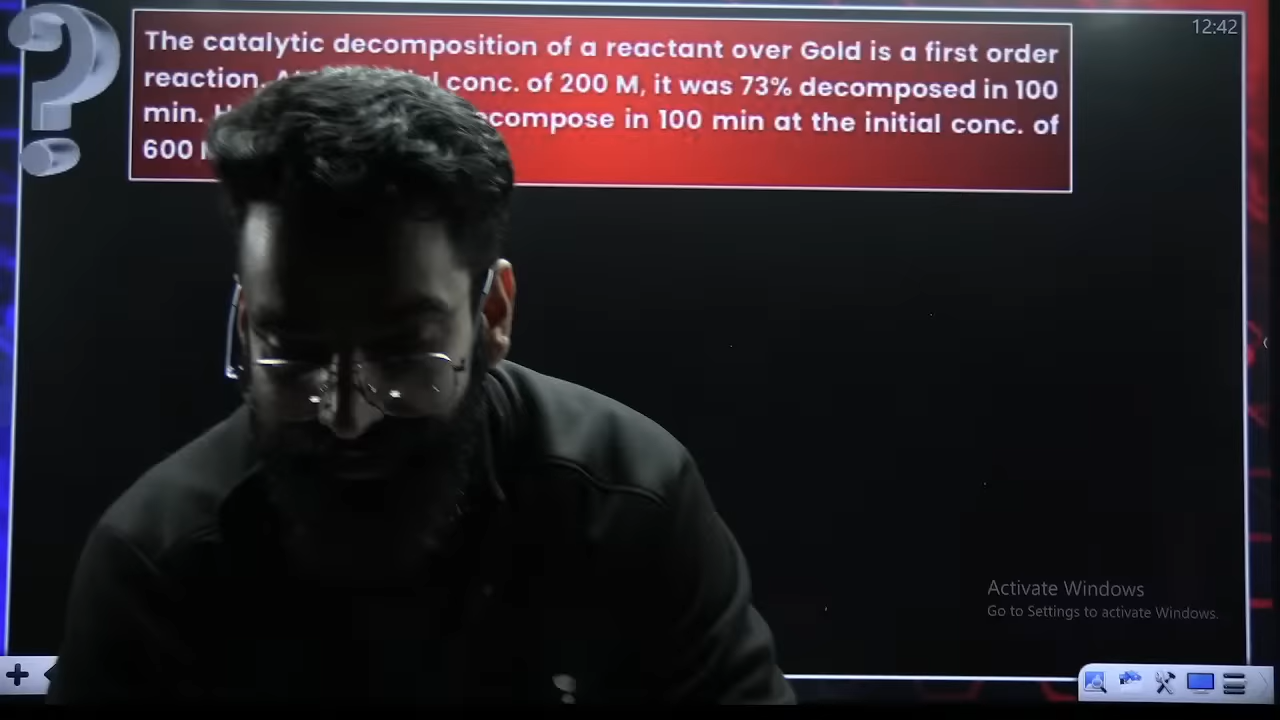 12:42
The catalytic decomposition of a reactant over Gold is a first order
reaction. conc. of 200 M, it was 73% decomposed in 100
min. in 100 min at the initial conc. of
600
Activate Windows
Go to Settings to activate Windows.